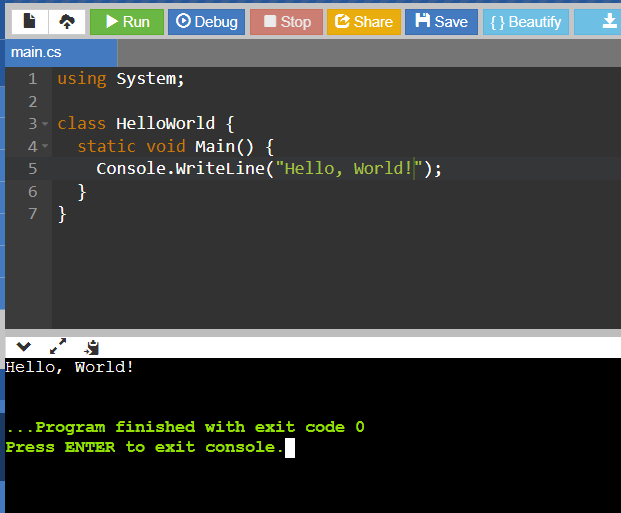 Run Debug Stop Share Save { } Beautify
main.cs
1 using System;
2
3 class HelloWorld {
4   static void Main() {
5     Console.WriteLine("Hello, World!");
6   }
7 }
Hello, World!
...Program finished with exit code 0
Press ENTER to exit console.